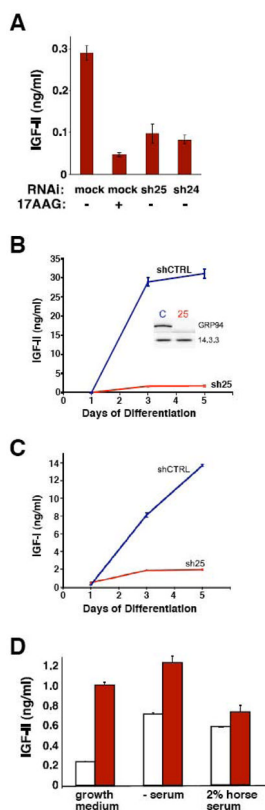 A
IGF-II (ng/ml)
0.3
0.2
0.1
0
RNAi: mock mock sh25 sh24
17AAG: - + - -
B
IGF-II (ng/ml)
35
30
25
20
15
10
5
0
shCTRL
C 25
GRP94
14.3.3
sh25
0 1 2 3 4 5 6
Days of Differentiation
C
IGF-I (ng/ml)
14
12
10
8
6
4
2
0
shCTRL
sh25
0 1 2 3 4 5 6
Days of Differentiation
D
IGF-II (ng/ml)
1.2
1.0
0,8
0.6
0.4
0.2
0
growth - serum 2% horse
medium serum